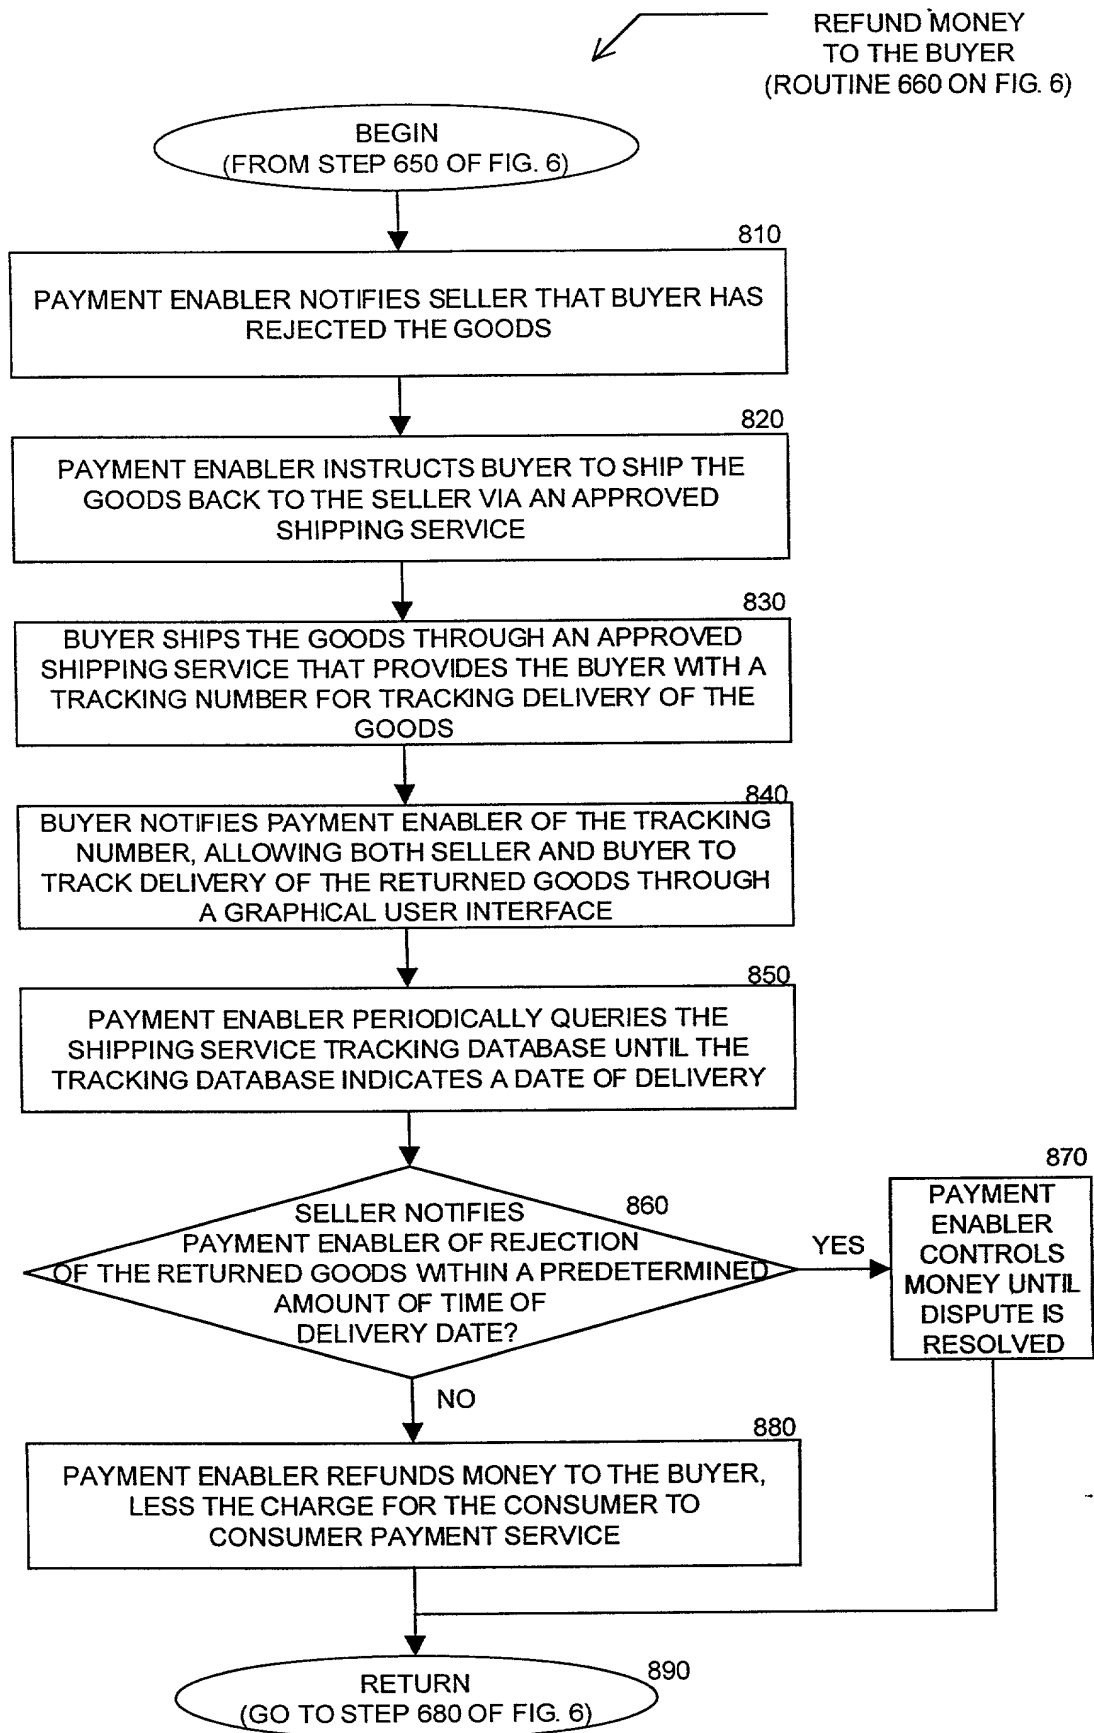 REFUND MONEY
TO THE BUYER
(ROUTINE 660 ON FIG. 6)
BEGIN
(FROM STEP 650 OF FIG. 6)
810
PAYMENT ENABLER NOTIFIES SELLER THAT BUYER HAS
REJECTED THE GOODS
820
PAYMENT ENABLER INSTRUCTS BUYER TO SHIP THE
GOODS BACK TO THE SELLER VIA AN APPROVED
SHIPPING SERVICE
830
BUYER SHIPS THE GOODS THROUGH AN APPROVED
SHIPPING SERVICE THAT PROVIDES THE BUYER WITH A
TRACKING NUMBER FOR TRACKING DELIVERY OF THE
GOODS
840
BUYER NOTIFIES PAYMENT ENABLER OF THE TRACKING
NUMBER, ALLOWING BOTH SELLER AND BUYER TO
TRACK DELIVERY OF THE RETURNED GOODS THROUGH
A GRAPHICAL USER INTERFACE
850
PAYMENT ENABLER PERIODICALLY QUERIES THE
SHIPPING SERVICE TRACKING DATABASE UNTIL THE
TRACKING DATABASE INDICATES A DATE OF DELIVERY
860
SELLER NOTIFIES
PAYMENT ENABLER OF REJECTION
OF THE RETURNED GOODS WITHIN A PREDETERMINED
AMOUNT OF TIME OF
DELIVERY DATE?
YES
870
PAYMENT
ENABLER
CONTROLS
MONEY UNTIL
DISPUTE IS
RESOLVED
NO
880
PAYMENT ENABLER REFUNDS MONEY TO THE BUYER,
LESS THE CHARGE FOR THE CONSUMER TO
CONSUMER PAYMENT SERVICE
890
RETURN
(GO TO STEP 680 OF FIG. 6)